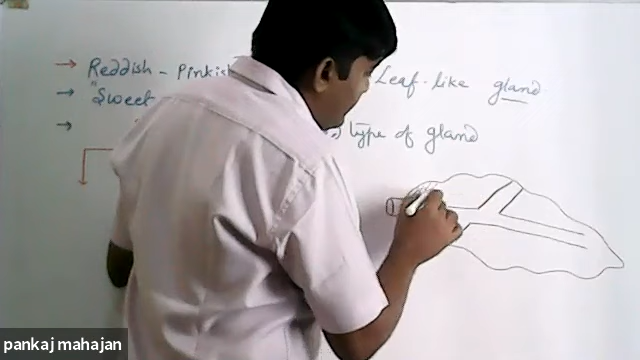 → Reddish - Pinkish Leaf-like gland.
→ "Sweet
→ type of gland
pankaj mahajan